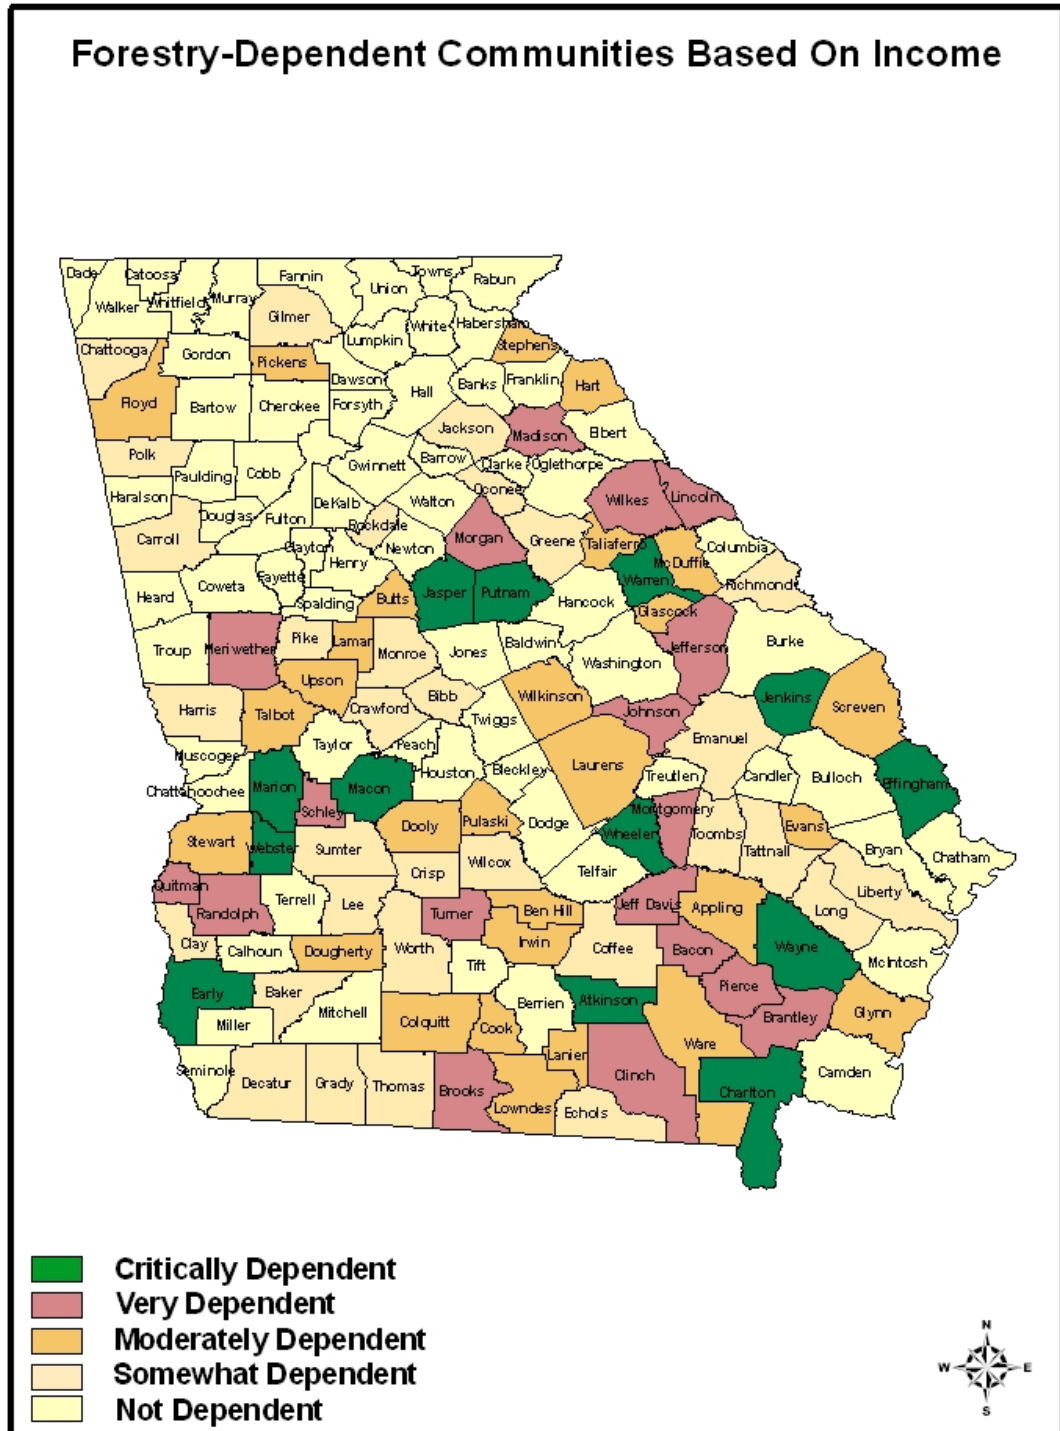 Forestry-Dependent Communities Based On Income
Dade
Catoosa
Fannin
Towns
Rabun
Union
Walker
Whitfield
Murray
Gilmer
White
Habersham
Lumpkin
Stephens
Chattooga
Gordon
Pickens
Dawson
Hall
Banks
Franklin
Hart
Floyd
Bartow
Cherokee
Forsyth
Jackson
Madison
Elbert
Polk
Paulding
Cobb
Gwinnett
Barrow
Clarke
Oglethorpe
Haralson
Douglas
Fulton
DeKalb
Walton
Oconee
Wilkes
Lincoln
Carroll
Clayton
Rockdale
Newton
Morgan
Greene
Taliaferro
McDuffie
Columbia
Heard
Coweta
Fayette
Henry
Spalding
Butts
Jasper
Putnam
Hancock
Warren
Richmond
Glascock
Troup
Meriwether
Pike
Lamar
Monroe
Jones
Baldwin
Washington
Jefferson
Burke
Upson
Harris
Talbot
Crawford
Bibb
Twiggs
Wilkinson
Johnson
Jenkins
Screven
Muscogee
Taylor
Peach
Houston
Bleckley
Laurens
Treutlen
Emanuel
Candler
Bulloch
Effingham
Chattahoochee
Marion
Schley
Macon
Dooly
Pulaski
Dodge
Wheeler
Montgomery
Toombs
Tattnall
Evans
Bryan
Chatham
Stewart
Webster
Sumter
Crisp
Wilcox
Telfair
Liberty
Long
Quitman
Randolph
Terrell
Lee
Turner
Ben Hill
Jeff Davis
Appling
Clay
Calhoun
Dougherty
Worth
Tift
Irwin
Coffee
Bacon
Wayne
McIntosh
Early
Baker
Miller
Mitchell
Colquitt
Cook
Berrien
Atkinson
Pierce
Brantley
Glynn
Ware
Seminole
Decatur
Grady
Thomas
Brooks
Lowndes
Lanier
Clinch
Echols
Charlton
Camden
Critically Dependent
Very Dependent
Moderately Dependent
Somewhat Dependent
Not Dependent
N
W
E
S